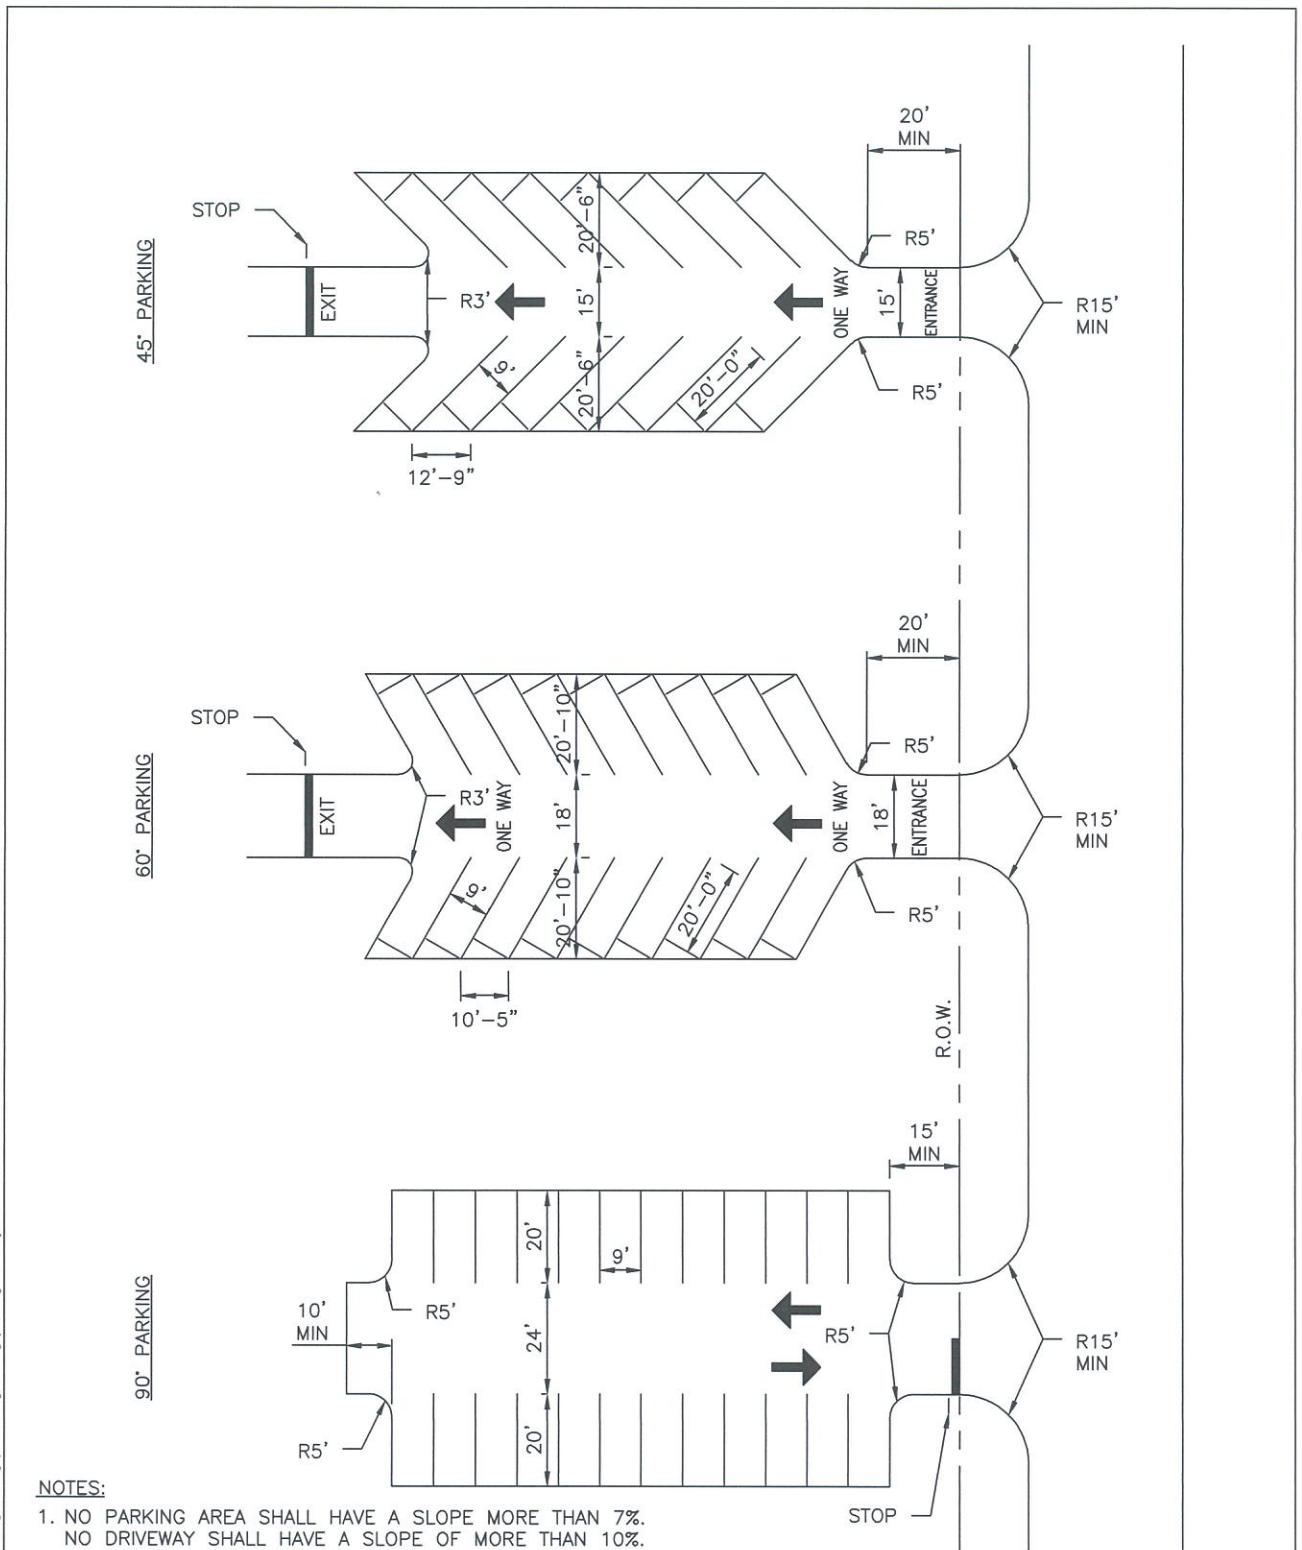 45° PARKING
STOP
EXIT
R3'
20'-6"
15'
20'-6"
9'
20'-0"
12'-9"
ONE WAY
15'
ENTRANCE
20'
MIN
R5'
R5'
R15'
MIN
60° PARKING
STOP
EXIT
R3'
ONE WAY
20'-10"
18'
20'-10"
9'
20'-0"
10'-5"
ONE WAY
18'
ENTRANCE
20'
MIN
R5'
R5'
R15'
MIN
R.O.W.
90° PARKING
10'
MIN
R5'
R5'
20'
24'
20'
9'
R5'
15'
MIN
R15'
MIN
STOP
NOTES:
1. NO PARKING AREA SHALL HAVE A SLOPE MORE THAN 7%.
NO DRIVEWAY SHALL HAVE A SLOPE OF MORE THAN 10%.